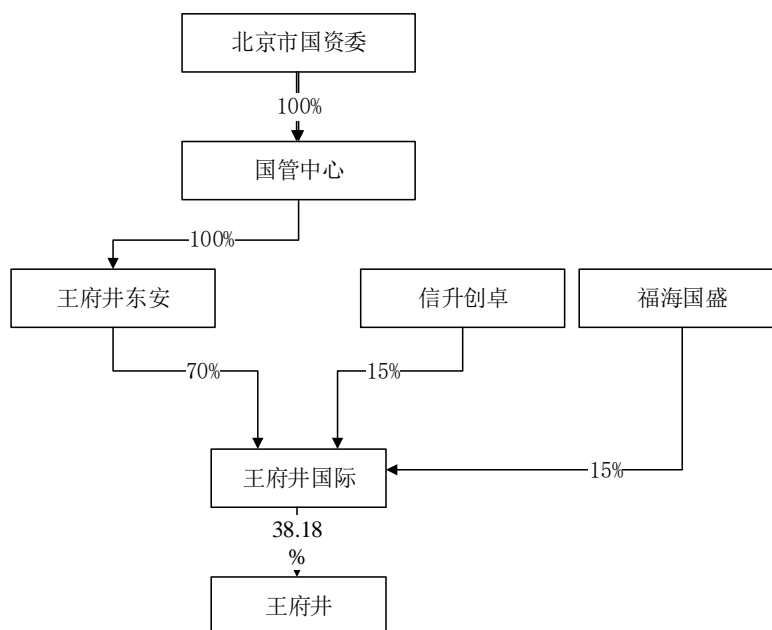 北京市国资委
100%
国管中心
100%
王府井东安
信升创卓
福海国盛
70%
15%
王府井国际
15%
38.18
%
王府井